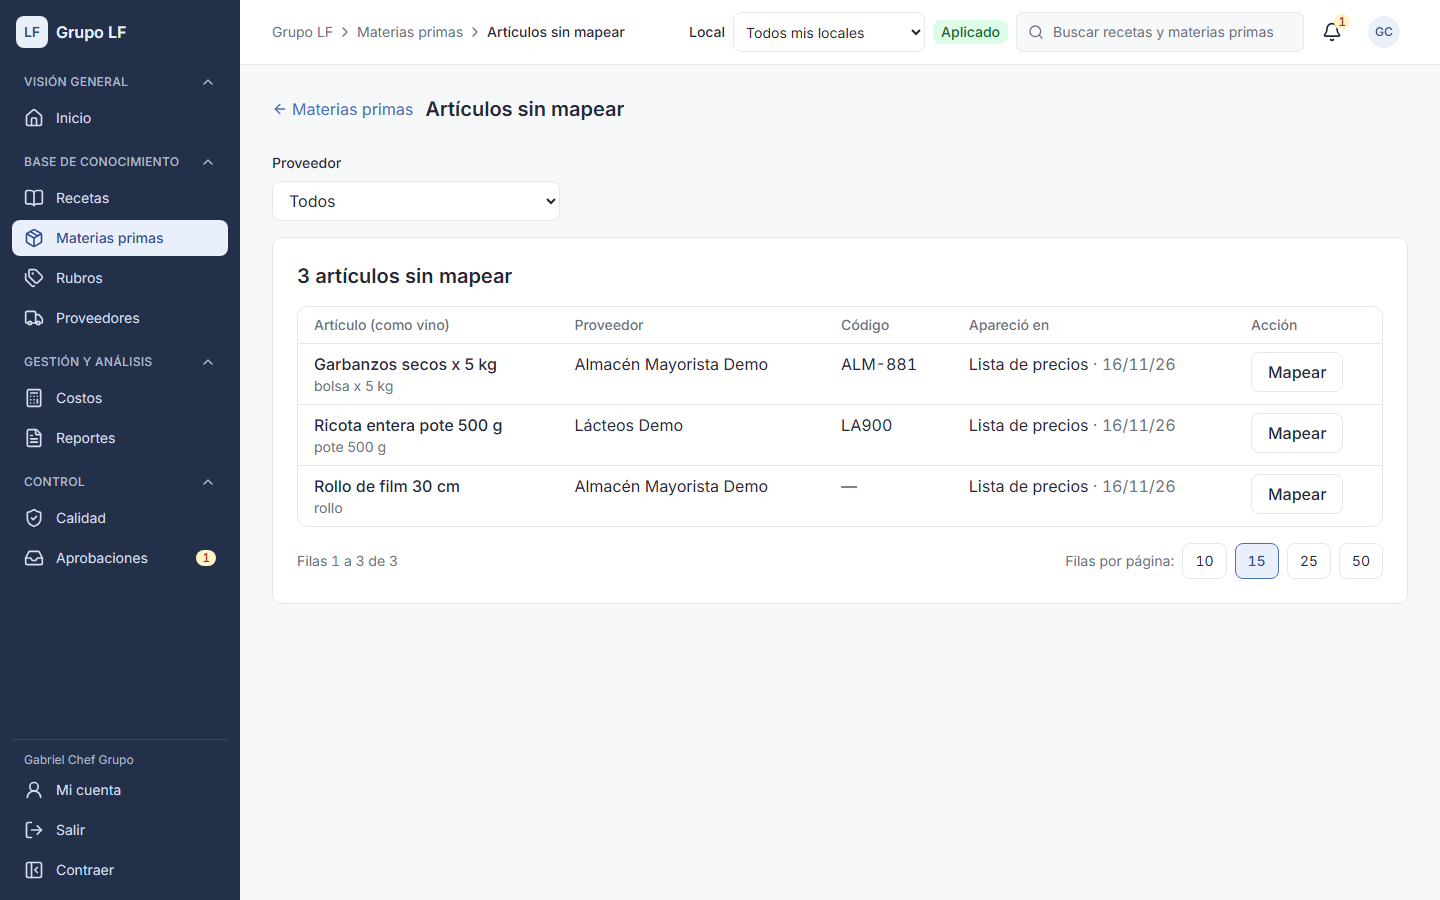 LF Grupo LF
VISIÓN GENERAL
Inicio
BASE DE CONOCIMIENTO
Recetas
Materias primas
Rubros
Proveedores
GESTIÓN Y ANÁLISIS
Costos
Reportes
CONTROL
Calidad
Aprobaciones 1
Gabriel Chef Grupo
Mi cuenta
Salir
Contraer
Grupo LF > Materias primas > Artículos sin mapear
Local Todos mis locales Aplicado Buscar recetas y materias primas 1 GC
← Materias primas Artículos sin mapear
Proveedor
Todos
3 artículos sin mapear
Artículo (como vino) Proveedor Código Apareció en Acción
Garbanzos secos x 5 kg Almacén Mayorista Demo ALM-881 Lista de precios · 16/11/26 Mapear
bolsa x 5 kg
Ricota entera pote 500 g Lácteos Demo LA900 Lista de precios · 16/11/26 Mapear
pote 500 g
Rollo de film 30 cm Almacén Mayorista Demo — Lista de precios · 16/11/26 Mapear
rollo
Filas 1 a 3 de 3 Filas por página: 10 15 25 50